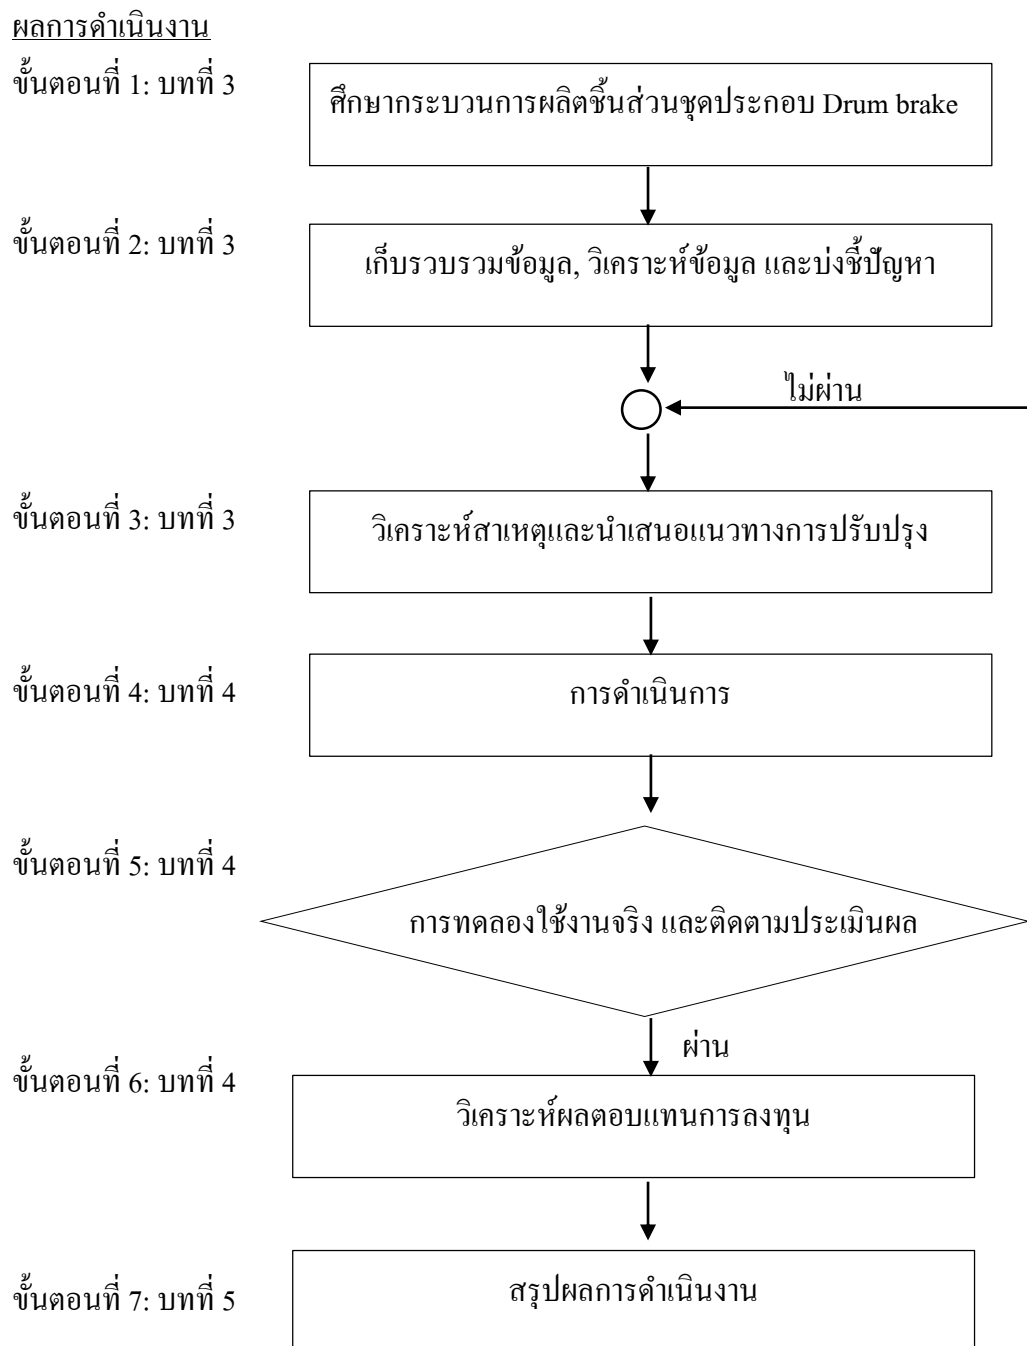 ผลการดำเนินงาน
ขั้นตอนที่ 1: บทที่ 3
ศึกษากระบวนการผลิตชิ้นส่วนชุดประกอบ Drum brake
ขั้นตอนที่ 2: บทที่ 3
เก็บรวบรวมข้อมูล, วิเคราะห์ข้อมูล และบ่งชี้ปัญหา
ไม่ผ่าน
ขั้นตอนที่ 3: บทที่ 3
วิเคราะห์สาเหตุและนำเสนอแนวทางการปรับปรุง
ขั้นตอนที่ 4: บทที่ 4
การดำเนินการ
ขั้นตอนที่ 5: บทที่ 4
การทดลองใช้งานจริง และติดตามประเมินผล
ผ่าน
ขั้นตอนที่ 6: บทที่ 4
วิเคราะห์ผลตอบแทนการลงทุน
ขั้นตอนที่ 7: บทที่ 5
สรุปผลการดำเนินงาน